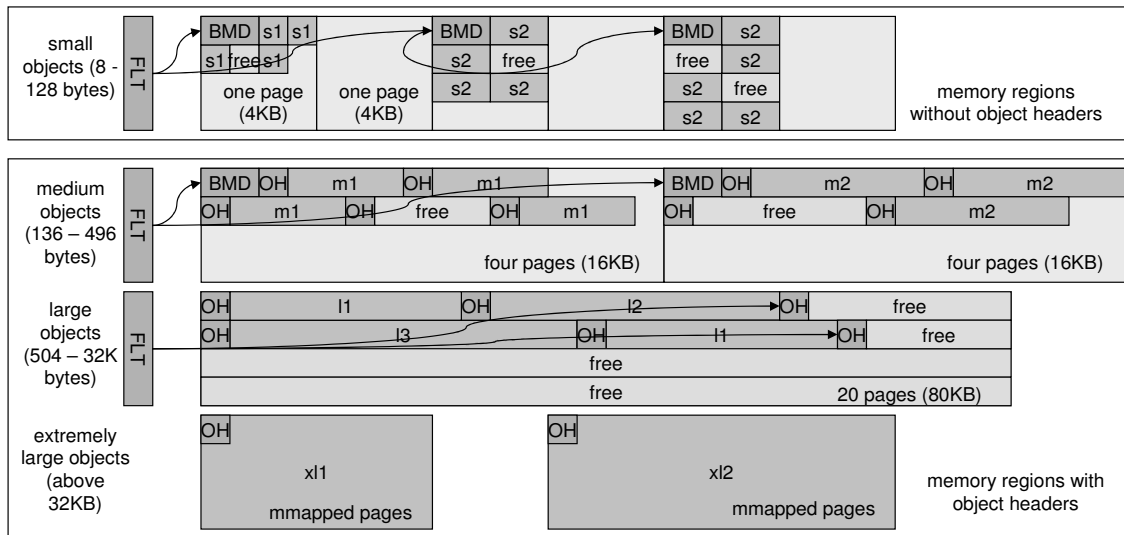 small
objects (8 -
128 bytes)
FLT
BMD s1 s1
s1 free s1
one page
(4KB)
one page
(4KB)
BMD s2
s2 free
s2 s2
BMD s2
free s2
s2 free
s2 s2
memory regions
without object headers
medium
objects
(136 – 496
bytes)
FLT
BMD OH m1 OH m1
OH m1 OH free OH m1
four pages (16KB)
BMD OH m2 OH m2
OH free OH m2
four pages (16KB)
large
objects
(504 – 32K
bytes)
FLT
OH l1 OH l2 OH free
OH l3 OH l1 OH free
free
free
20 pages (80KB)
extremely
large objects
(above
32KB)
OH
xl1
mmapped pages
OH
xl2
mmapped pages
memory regions with
object headers